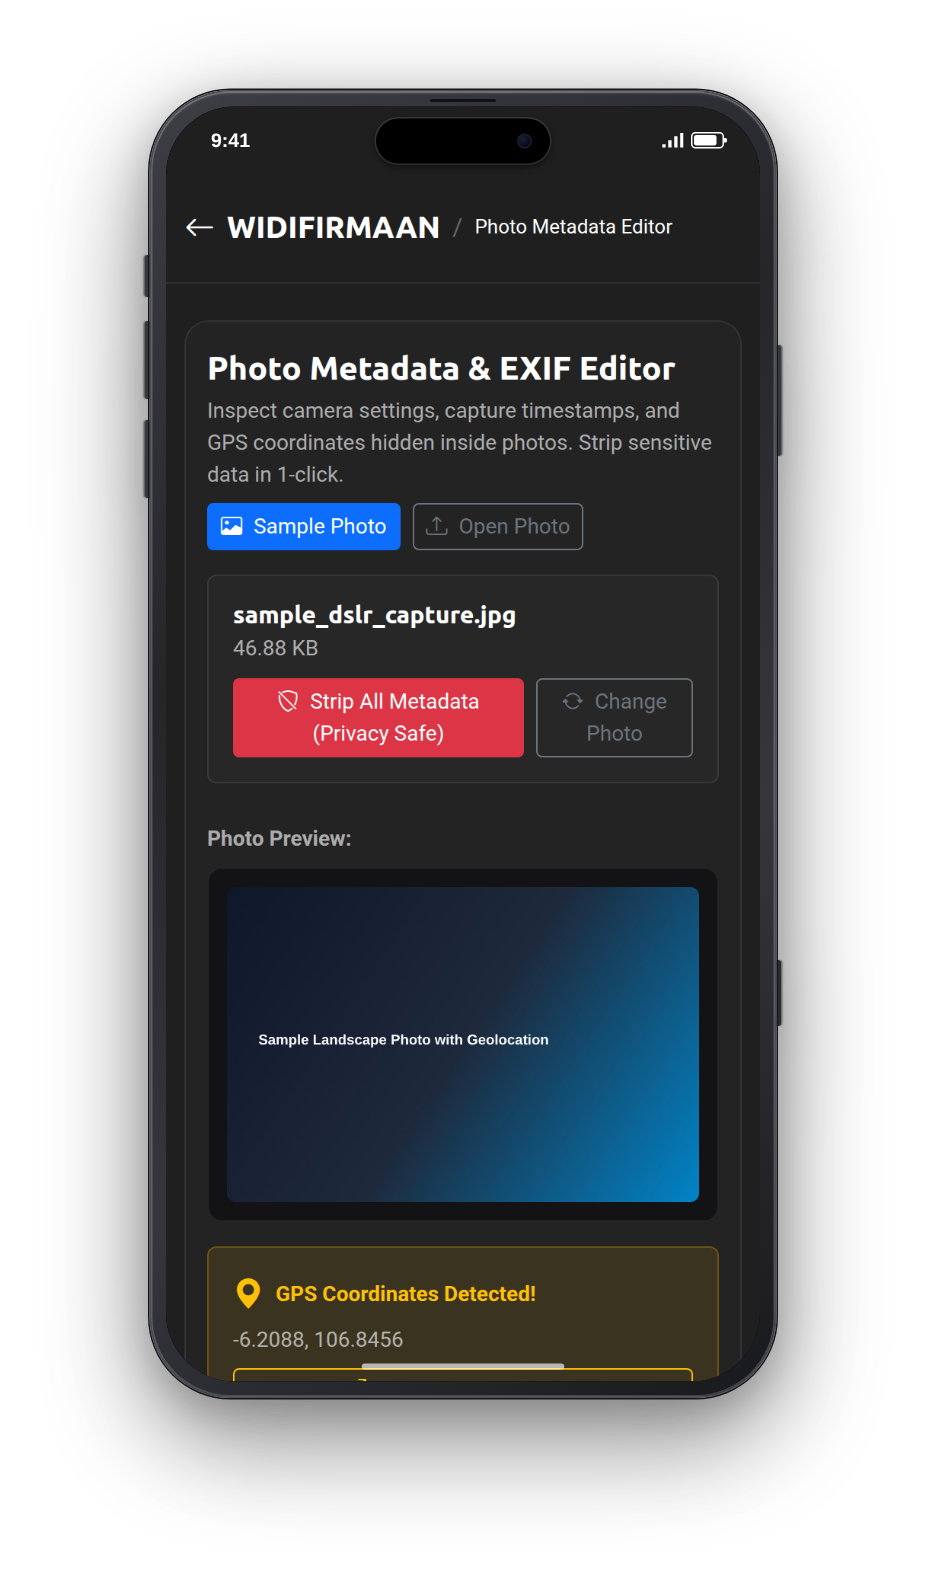 9:41
WIDIFIRMAAN / Photo Metadata Editor
Photo Metadata & EXIF Editor
Inspect camera settings, capture timestamps, and
GPS coordinates hidden inside photos. Strip sensitive
data in 1-click.
Sample Photo
Open Photo
sample_dslr_capture.jpg
46.88 KB
Strip All Metadata
(Privacy Safe)
Change
Photo
Photo Preview:
Sample Landscape Photo with Geolocation
GPS Coordinates Detected!
-6.2088, 106.8456